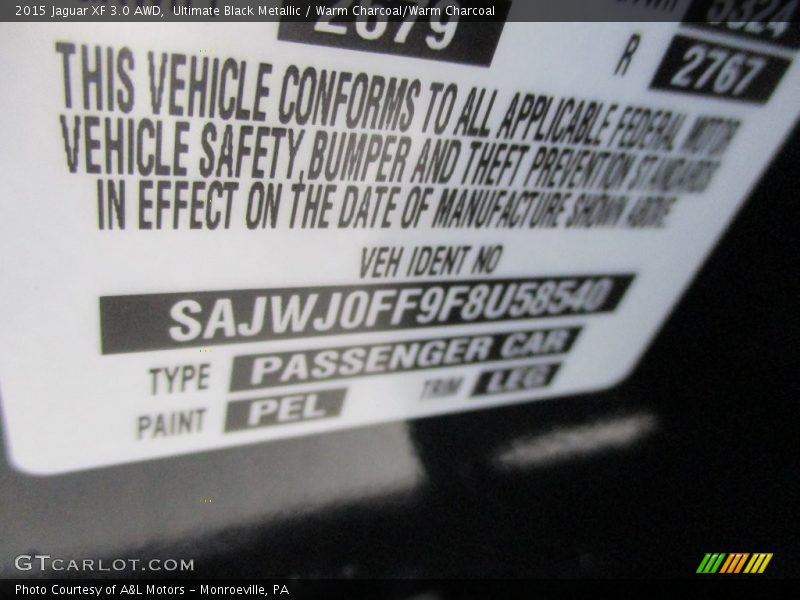 2015 Jaguar XF 3.0 AWD, Ultimate Black Metallic / Warm Charcoal/Warm Charcoal
2679 5324
R 2767
THIS VEHICLE CONFORMS TO ALL APPLICABLE FEDERAL MOTOR
VEHICLE SAFETY, BUMPER AND THEFT PREVENTION STANDARDS
IN EFFECT ON THE DATE OF MANUFACTURE SHOWN ABOVE.
VEH IDENT NO
SAJWJ0FF9F8U58540
TYPE PASSENGER CAR
PAINT PEL TRIM LEG
GTCARLOT.COM
Photo Courtesy of A&L Motors – Monroeville, PA